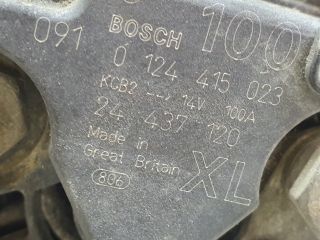 091 BOSCH 100
0 124 415 023
KCB2 --/ 14V 100A
24 437 120
Made in
Great Britain XL
806